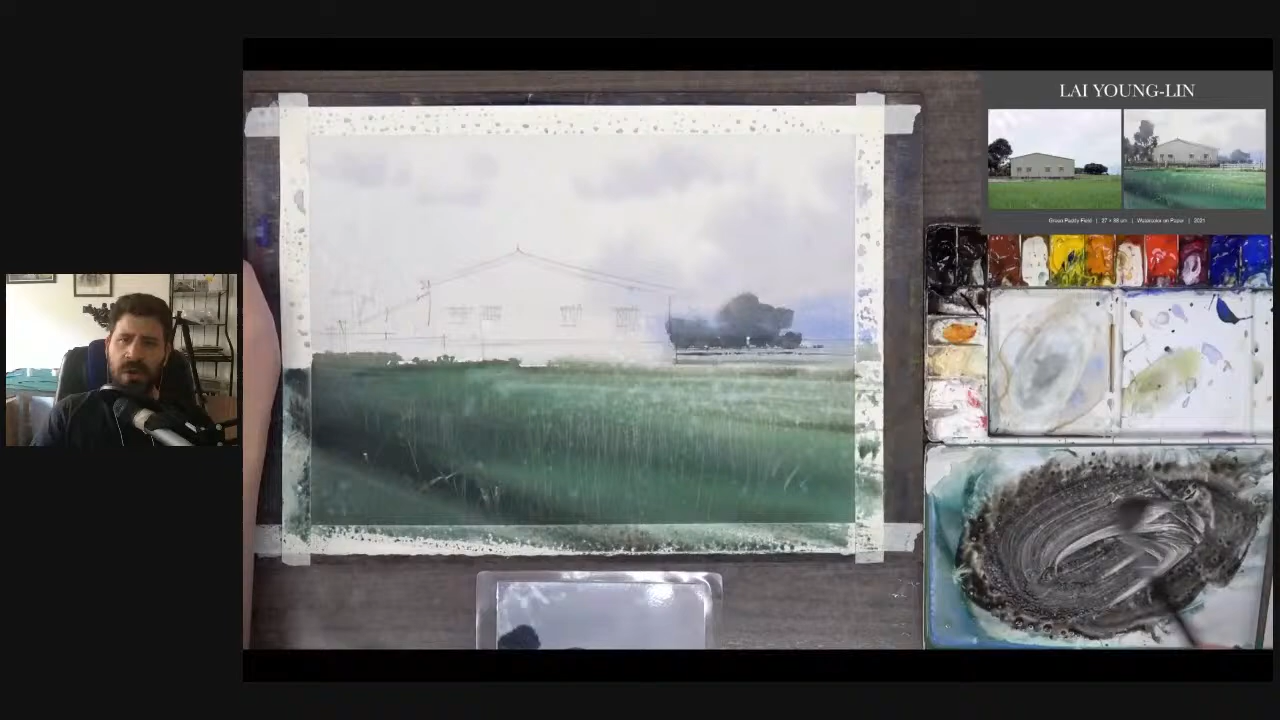 LAI YOUNG-LIN
Green Paddy Field | 27 × 38 cm | Watercolor on Paper | 2021